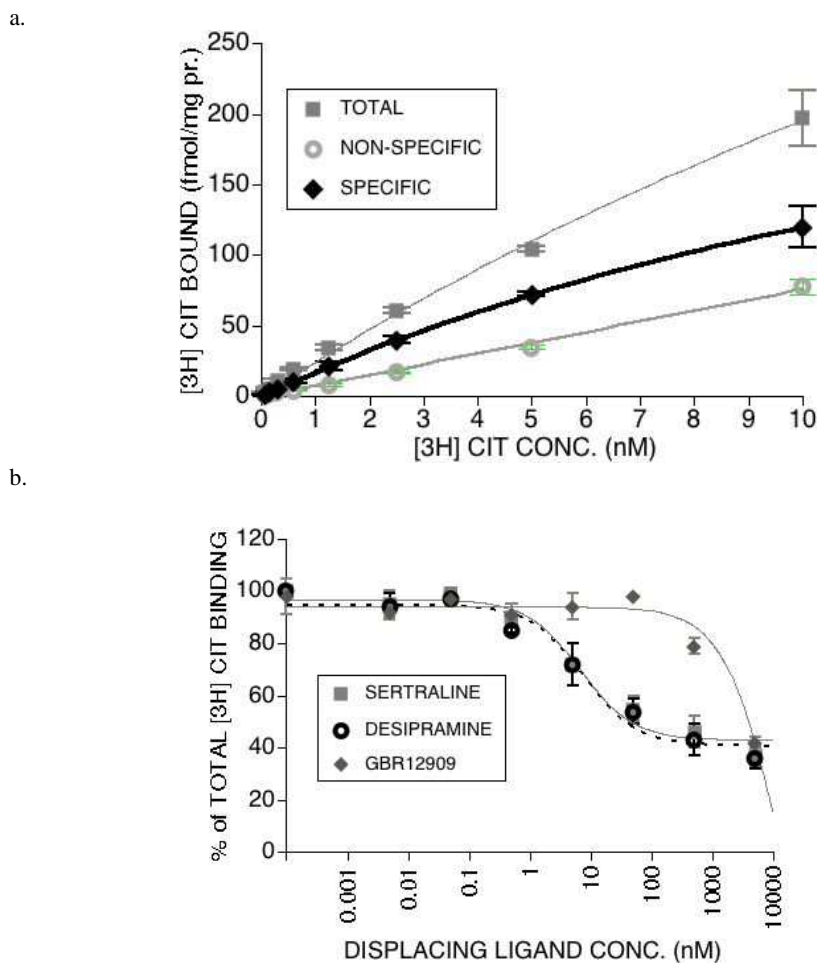 a.
[3H] CIT BOUND (fmol/mg pr.)
250
200
150
100
50
0
TOTAL
NON-SPECIFIC
SPECIFIC
0 1 2 3 4 5 6 7 8 9 10
[3H] CIT CONC. (nM)
b.
% of TOTAL [3H] CIT BINDING
120
100
80
60
40
20
0
SERTRALINE
DESIPRAMINE
GBR12909
0.001 0.01 0.1 1 10 100 1000 10000
DISPLACING LIGAND CONC. (nM)